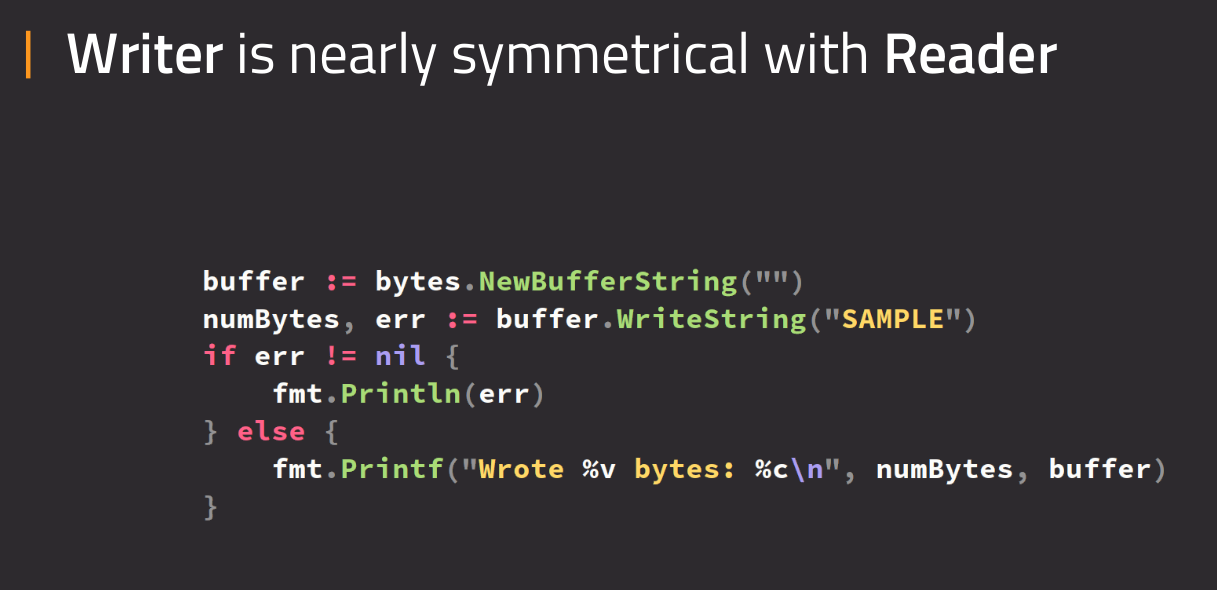 Writer is nearly symmetrical with Reader
buffer := bytes.NewBufferString("")
numBytes, err := buffer.WriteString("SAMPLE")
if err != nil {
    fmt.Println(err)
} else {
    fmt.Printf("Wrote %v bytes: %c\n", numBytes, buffer)
}